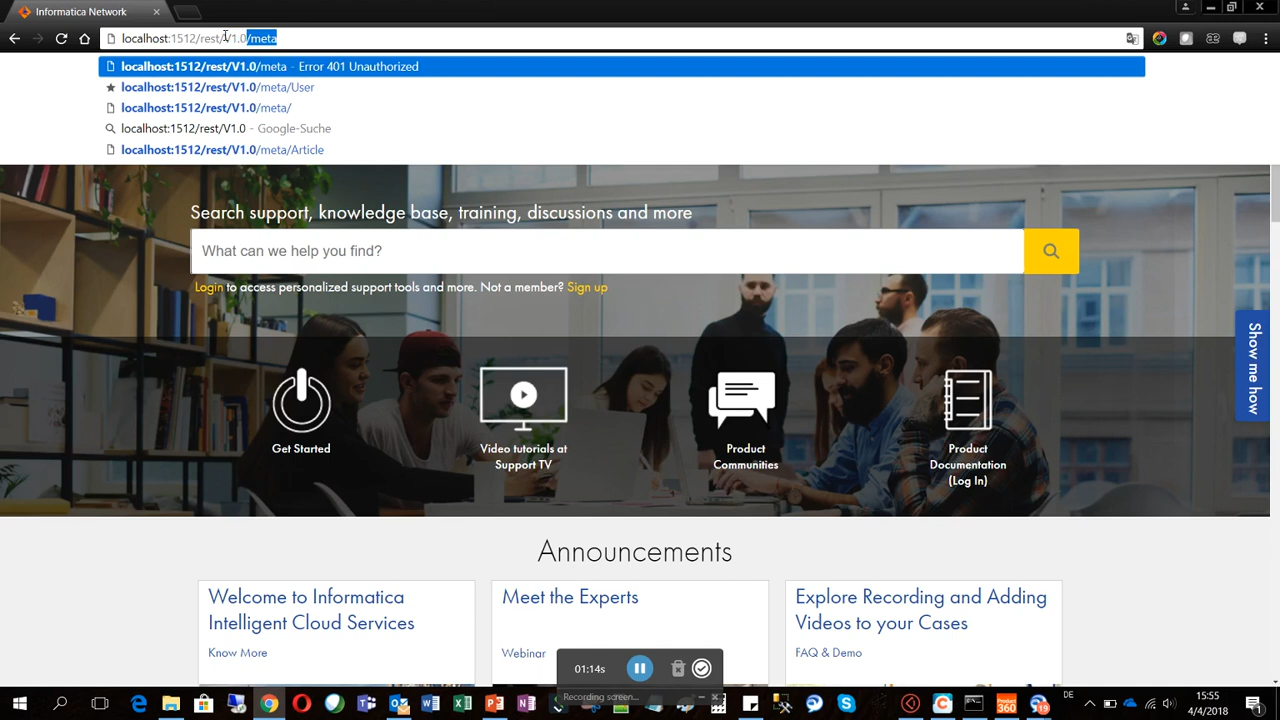 Informatica Network
localhost:1512/rest/V1.0/meta
localhost:1512/rest/V1.0/meta - Error 401 Unauthorized
localhost:1512/rest/V1.0/meta/User
localhost:1512/rest/V1.0/meta/
localhost:1512/rest/V1.0 - Google-Suche
localhost:1512/rest/V1.0/meta/Article
Search support, knowledge base, training, discussions and more
What can we help you find?
Login to access personalized support tools and more. Not a member? Sign up
Show me how
Get Started
Video tutorials at
Support TV
Product
Communities
Product
Documentation
(Log In)
Announcements
Welcome to Informatica
Intelligent Cloud Services
Know More
Meet the Experts
Webinar
Explore Recording and Adding
Videos to your Cases
FAQ & Demo
01:14s
Recording screen...
DE
15:55
4/4/2018